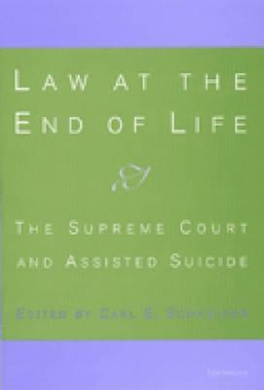 LAW AT THE
END OF LIFE
THE SUPREME COURT
AND ASSISTED SUICIDE
EDITED BY CARL E. SCHNEIDER